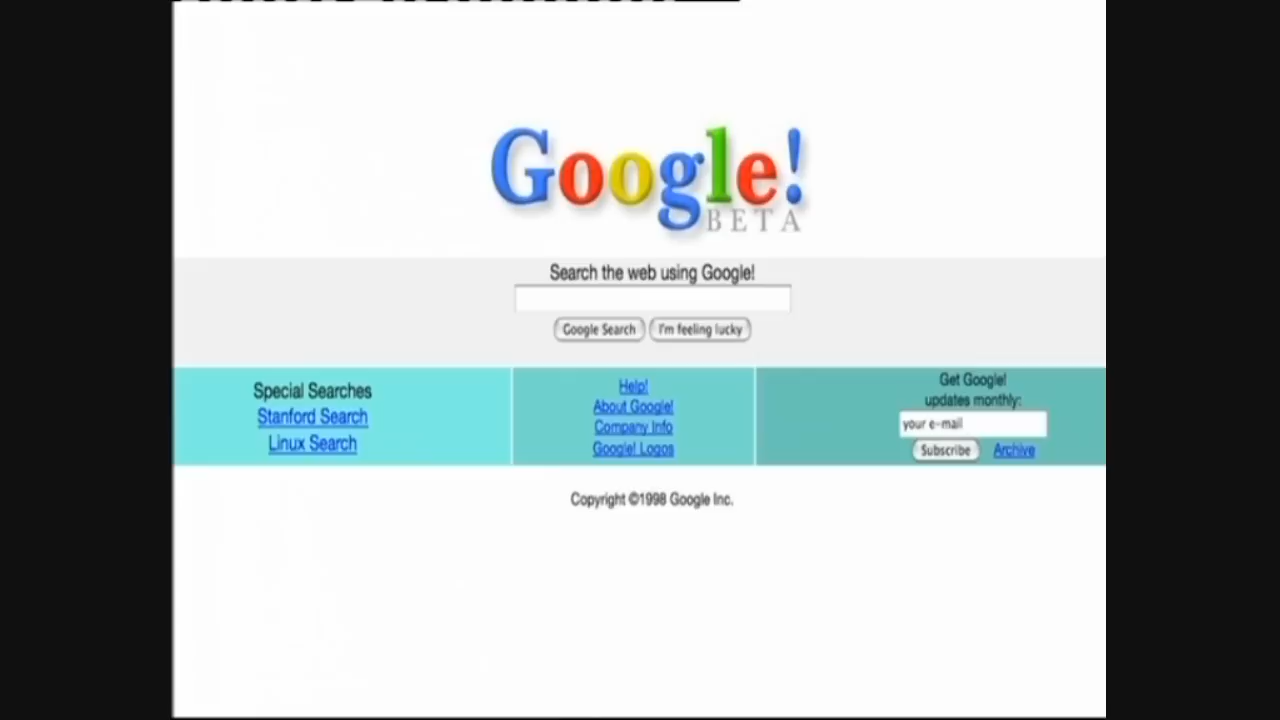 Google!
BETA
Search the web using Google!
Google Search I'm feeling lucky
Special Searches
Stanford Search
Linux Search
Help!
About Google!
Company Info
Google! Logos
Get Google!
updates monthly:
your e-mail
Subscribe Archive
Copyright ©1998 Google Inc.